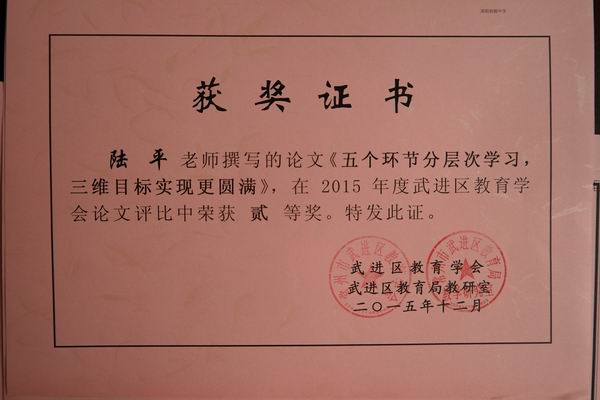 获奖证书
陆 平 老师撰写的论文《五个环节分层次学习，
三维目标实现更圆满》，在 2015 年度武进区教育学
会论文评比中荣获 贰 等奖。特发此证。
武进区教育学会
武进区教育局教研室
二〇一五年十二月